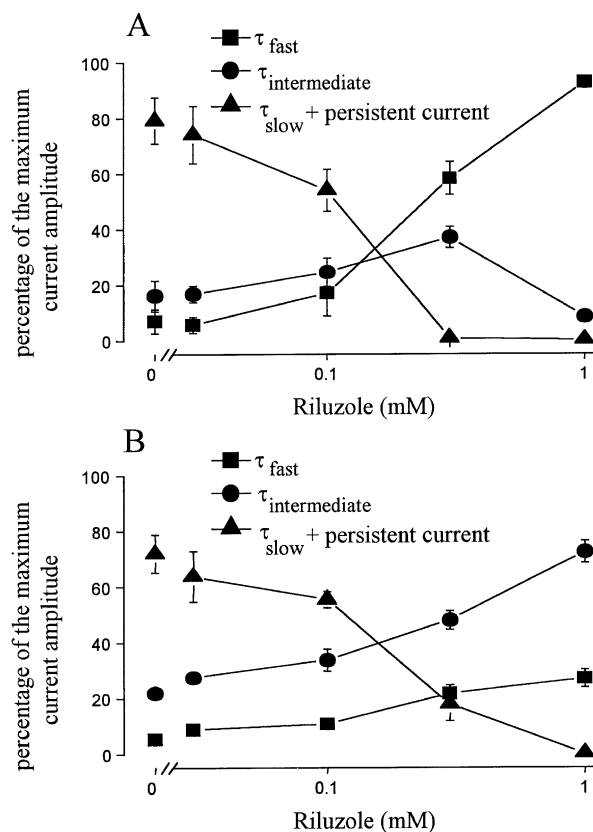 A
τ fast
τ intermediate
τ slow + persistent current
percentage of the maximum
current amplitude
100
80
60
40
20
0
0
0.1
1
Riluzole (mM)
B
τ fast
τ intermediate
τ slow + persistent current
percentage of the maximum
current amplitude
100
80
60
40
20
0
0
0.1
1
Riluzole (mM)